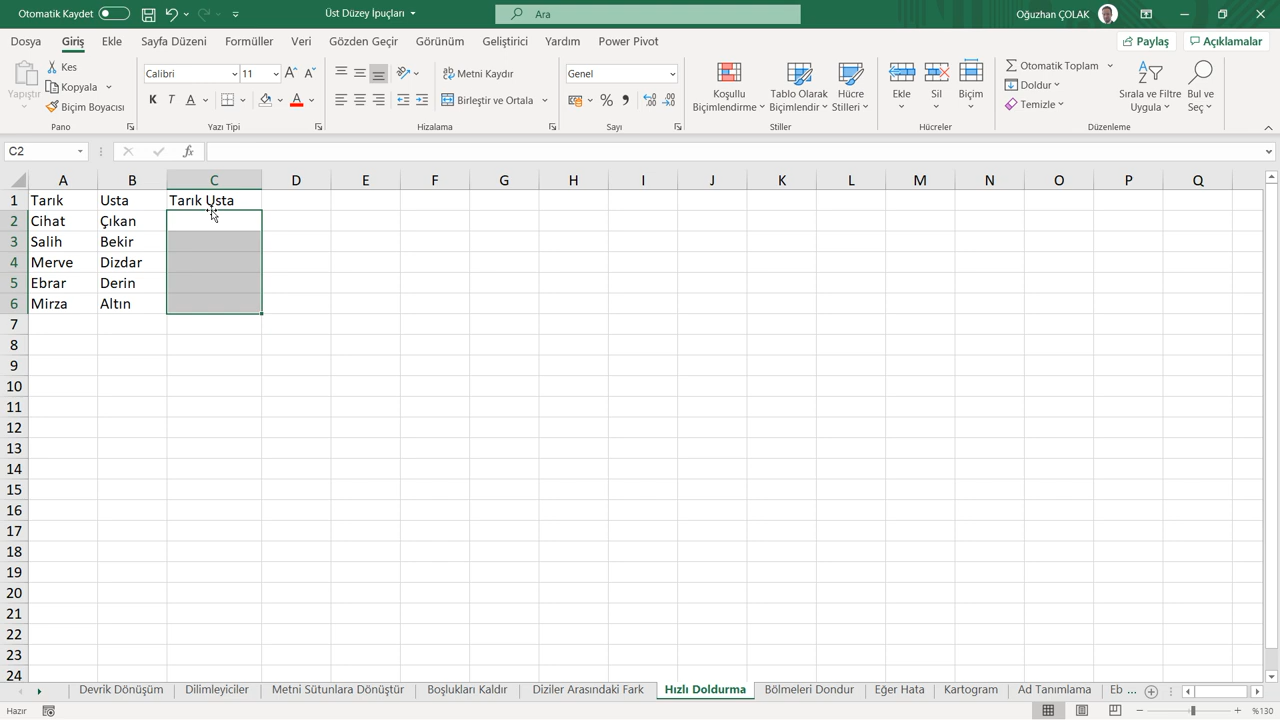 Otomatik Kaydet
Üst Düzey İpuçları
Ara
Oğuzhan ÇOLAK
Dosya Giriş Ekle Sayfa Düzeni Formüller Veri Gözden Geçir Görünüm Geliştirici Yardım Power Pivot
Paylaş Açıklamalar
Yapıştır
Kes
Kopyala
Biçim Boyacısı
Pano
Calibri 11
K T A
Yazı Tipi
Metni Kaydır
Birleştir ve Ortala
Hizalama
Genel
Sayı
Koşullu
Biçimlendirme
Tablo Olarak
Biçimlendir
Hücre
Stilleri
Stiller
Ekle Sil Biçim
Hücreler
Otomatik Toplam
Doldur
Temizle
Sırala ve Filtre
Uygula
Bul ve
Seç
Düzenleme
C2
fx
A B C D E F G H I J K L M N O P Q
1 Tarık Usta Tarık Usta
2 Cihat Çıkan
3 Salih Bekir
4 Merve Dizdar
5 Ebrar Derin
6 Mirza Altın
7
8
9
10
11
12
13
14
15
16
17
18
19
20
21
22
23
24
Devrik Dönüşüm Dilimleyiciler Metni Sütunlara Dönüştür Boşlukları Kaldır Diziler Arasındaki Fark Hızlı Doldurma Bölmeleri Dondur Eğer Hata Kartogram Ad Tanımlama Eb ...
Hazır
%130